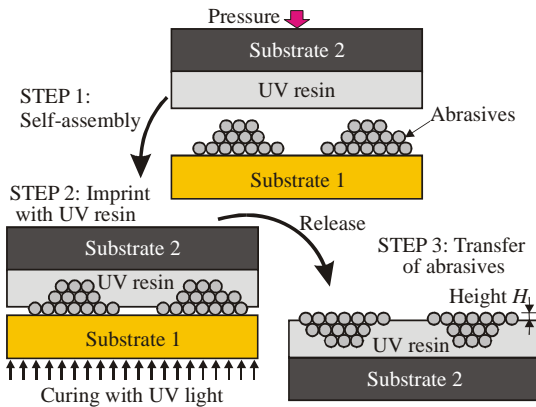 Pressure
Substrate 2
UV resin
STEP 1:
Self-assembly
Abrasives
Substrate 1
STEP 2: Imprint
with UV resin
Substrate 2
UV resin
Substrate 1
Curing with UV light
Release
STEP 3: Transfer
of abrasives
Height H
UV resin
Substrate 2